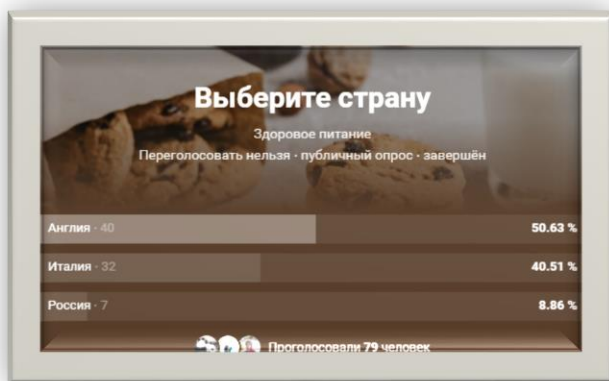 Выберите страну
Здоровое питание
Переголосовать нельзя · публичный опрос · завершён
Англия · 40 50.63 %
Италия · 32 40.51 %
Россия · 7 8.86 %
Проголосовали 79 человек